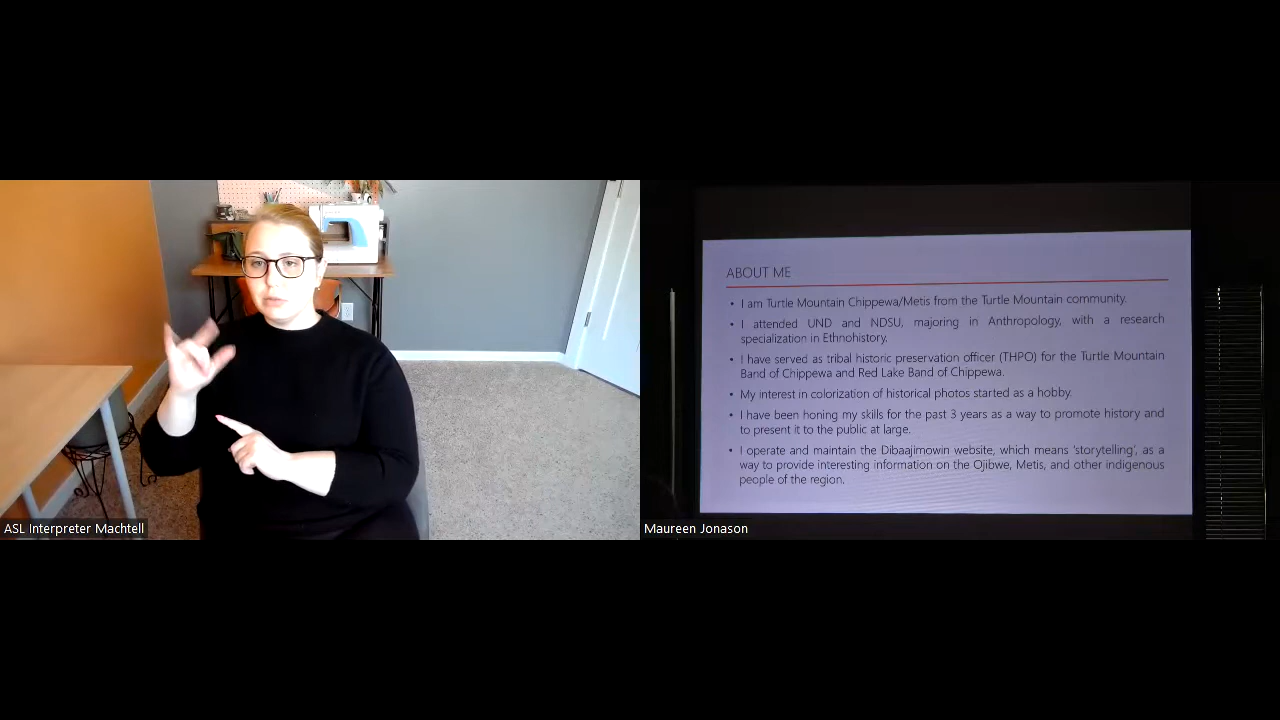 ABOUT ME
• I am Turtle Mountain Chippewa/Metis from the Turtle Mountain community.
• I attended UND and NDSU, majoring in Anthropology, with a research
specialization in Ethnohistory.
• I have served as tribal historic preservation officer (THPO) for the Turtle Mountain
Band of Chippewa and Red Lake Band of Chippewa.
• My interest in colorization of historical photos started as a hobby.
• I have been honing my skills for the past 3 years as a way to promote history and
to present it to the public at large.
• I operate and maintain the Dibaajimowin website, which means 'storytelling', as a
way to provide interesting information on the Ojibwe, Metis, and other indigenous
people of the region.
ASL Interpreter Machtell
Maureen Jonason